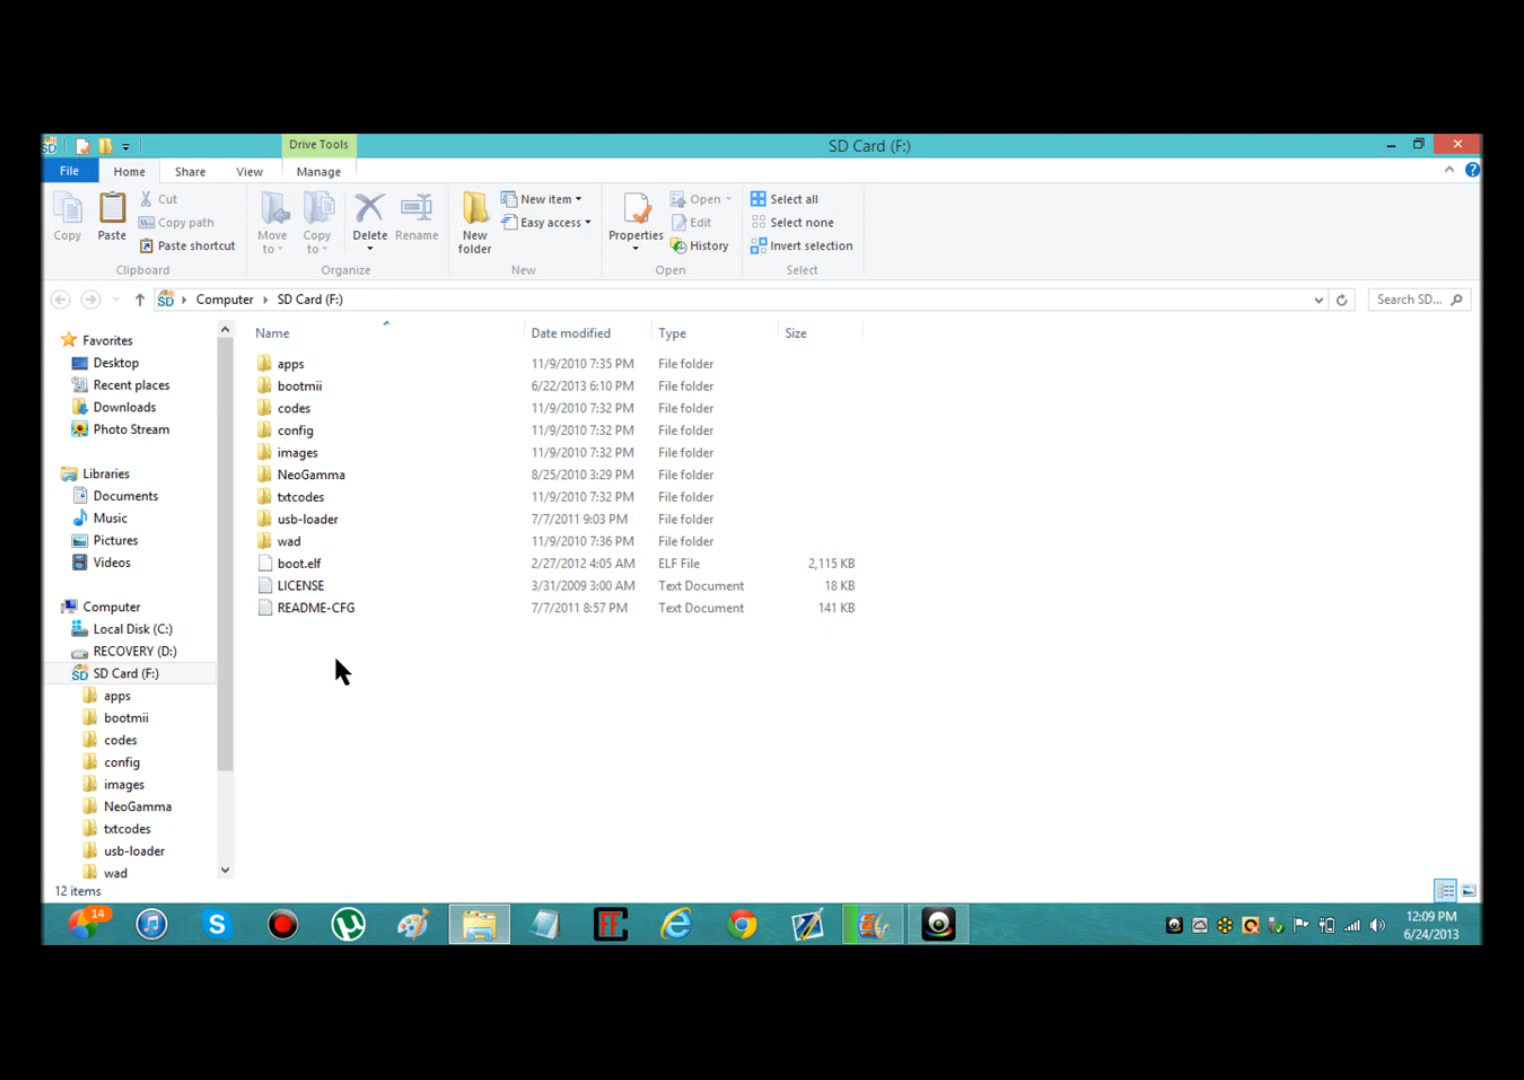 Drive Tools
SD Card (F:)
File Home Share View Manage
Copy
Paste
Cut
Copy path
Paste shortcut
Clipboard
Move to
Copy to
Delete
Rename
Organize
New folder
New item
Easy access
New
Properties
Open
Edit
History
Open
Select all
Select none
Invert selection
Select
SD Computer SD Card (F:)
Search SD...
Favorites
Desktop
Recent places
Downloads
Photo Stream
Libraries
Documents
Music
Pictures
Videos
Computer
Local Disk (C:)
RECOVERY (D:)
SD SD Card (F:)
apps
bootmii
codes
config
images
NeoGamma
txtcodes
usb-loader
wad
Name Date modified Type Size
apps 11/9/2010 7:35 PM File folder
bootmii 6/22/2013 6:10 PM File folder
codes 11/9/2010 7:32 PM File folder
config 11/9/2010 7:32 PM File folder
images 11/9/2010 7:32 PM File folder
NeoGamma 8/25/2010 3:29 PM File folder
txtcodes 11/9/2010 7:32 PM File folder
usb-loader 7/7/2011 9:03 PM File folder
wad 11/9/2010 7:36 PM File folder
boot.elf 2/27/2012 4:05 AM ELF File 2,115 KB
LICENSE 3/31/2009 3:00 AM Text Document 18 KB
README-CFG 7/7/2011 8:57 PM Text Document 141 KB
12 items
14
12:09 PM
6/24/2013